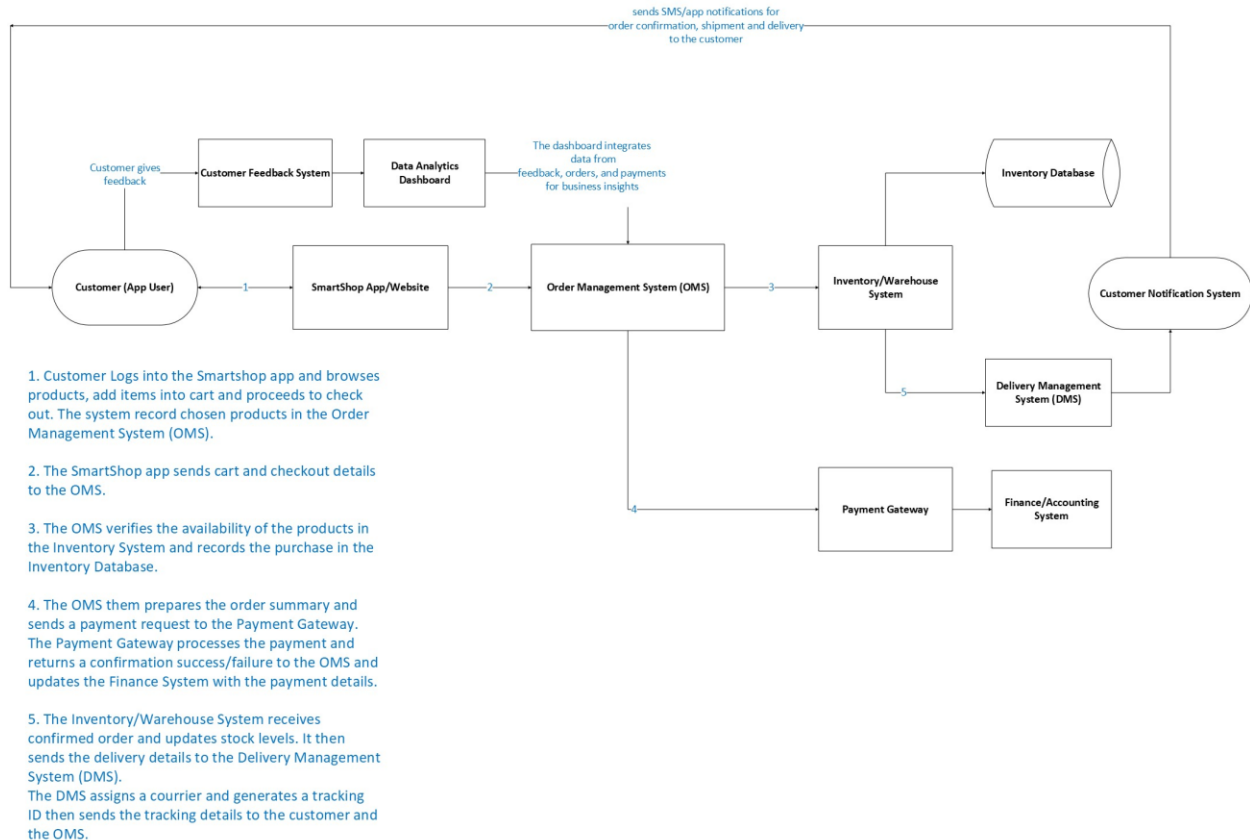 sends SMS/app notifications for
order confirmation, shipment and delivery
to the customer
The dashboard integrates
data from
feedback, orders, and payments
for business insights
Customer gives
feedback
Customer Feedback System
Data Analytics
Dashboard
Inventory Database
Customer (App User)
1
SmartShop App/Website
2
Order Management System (OMS)
3
Inventory/Warehouse
System
Customer Notification System
5
Delivery Management
System (DMS)
4
Payment Gateway
Finance/Accounting
System
1. Customer Logs into the Smartshop app and browses
products, add items into cart and proceeds to check
out. The system record chosen products in the Order
Management System (OMS).
2. The SmartShop app sends cart and checkout details
to the OMS.
3. The OMS verifies the availability of the products in
the Inventory System and records the purchase in the
Inventory Database.
4. The OMS them prepares the order summary and
sends a payment request to the Payment Gateway.
The Payment Gateway processes the payment and
returns a confirmation success/failure to the OMS and
updates the Finance System with the payment details.
5. The Inventory/Warehouse System receives
confirmed order and updates stock levels. It then
sends the delivery details to the Delivery Management
System (DMS).
The DMS assigns a courrier and generates a tracking
ID then sends the tracking details to the customer and
the OMS.